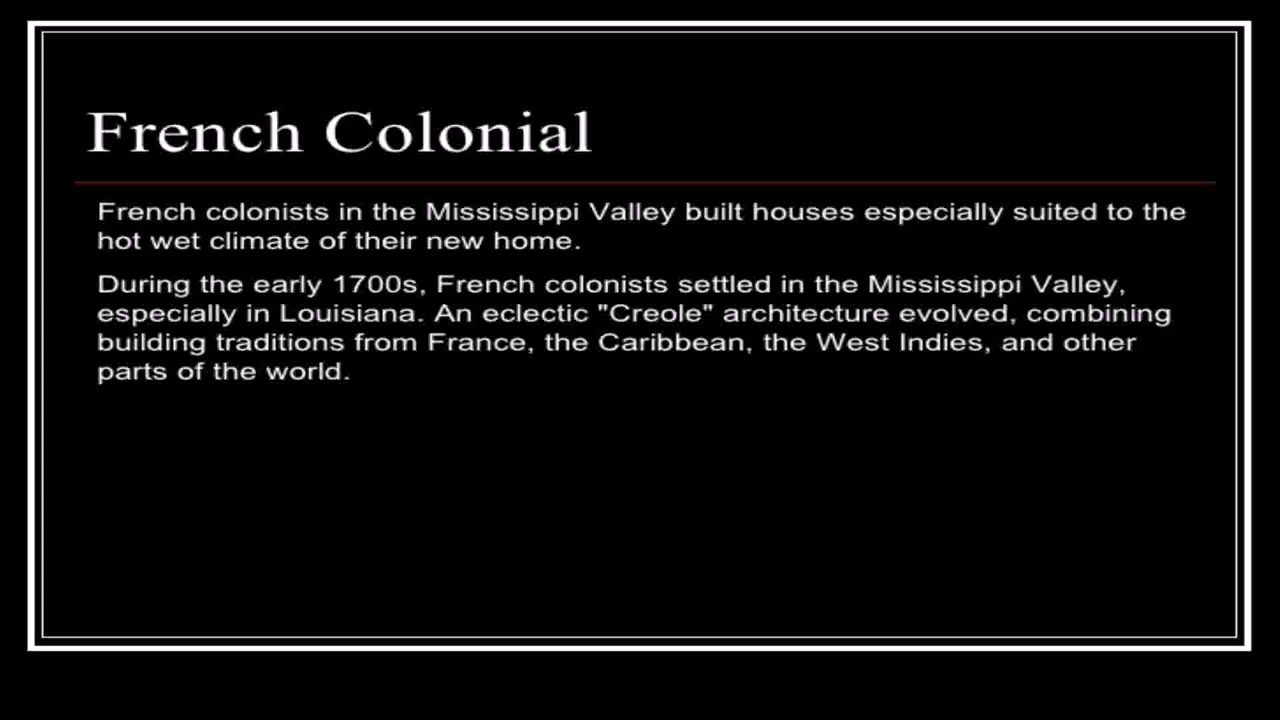 French Colonial
French colonists in the Mississippi Valley built houses especially suited to the
hot wet climate of their new home.
During the early 1700s, French colonists settled in the Mississippi Valley,
especially in Louisiana. An eclectic "Creole" architecture evolved, combining
building traditions from France, the Caribbean, the West Indies, and other
parts of the world.